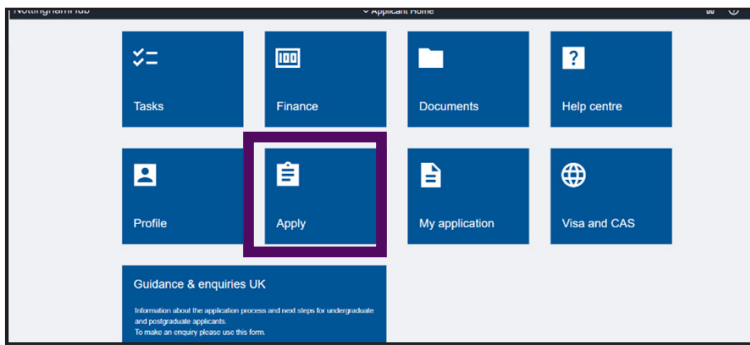 NottinghamHub
Applicant Home
Tasks
Finance
Documents
Help centre
Profile
Apply
My application
Visa and CAS
Guidance & enquiries UK
Information about the application process and next steps for undergraduate
and postgraduate applicants.
To make an enquiry please use this form.